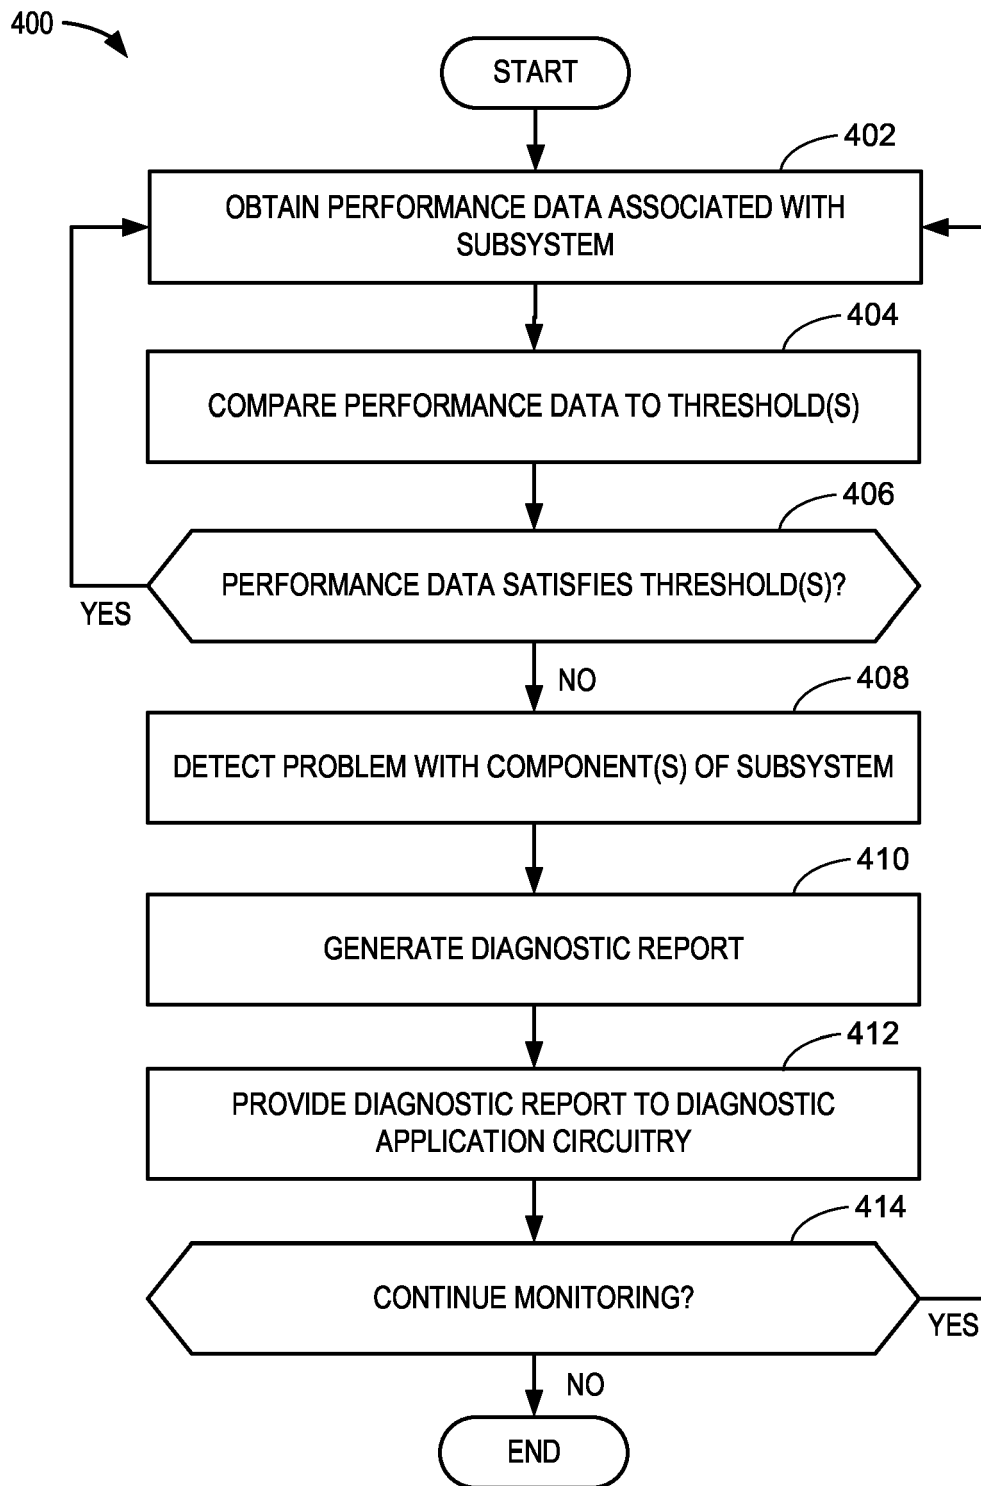 400
START
402
OBTAIN PERFORMANCE DATA ASSOCIATED WITH
SUBSYSTEM
404
COMPARE PERFORMANCE DATA TO THRESHOLD(S)
406
PERFORMANCE DATA SATISFIES THRESHOLD(S)?
YES
NO
408
DETECT PROBLEM WITH COMPONENT(S) OF SUBSYSTEM
410
GENERATE DIAGNOSTIC REPORT
412
PROVIDE DIAGNOSTIC REPORT TO DIAGNOSTIC
APPLICATION CIRCUITRY
414
CONTINUE MONITORING?
YES
NO
END